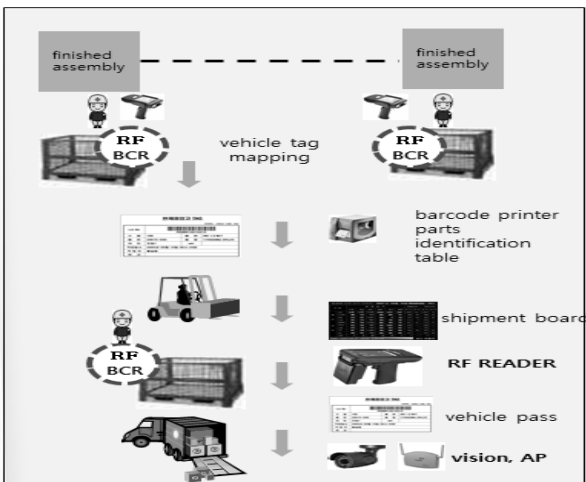 finished
assembly
finished
assembly
RF
BCR
RF
BCR
vehicle tag
mapping
barcode printer
parts
identification
table
shipment board
RF
BCR
RF READER
vehicle pass
vision, AP